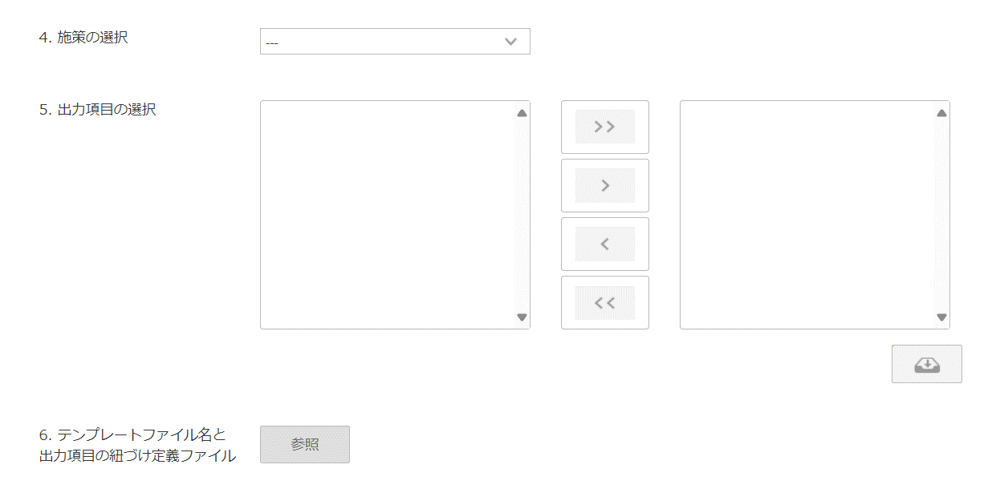 4. 施策の選択
---
5. 出力項目の選択
>>
>
<
<<
6. テンプレートファイル名と
出力項目の紐づけ定義ファイル
参照